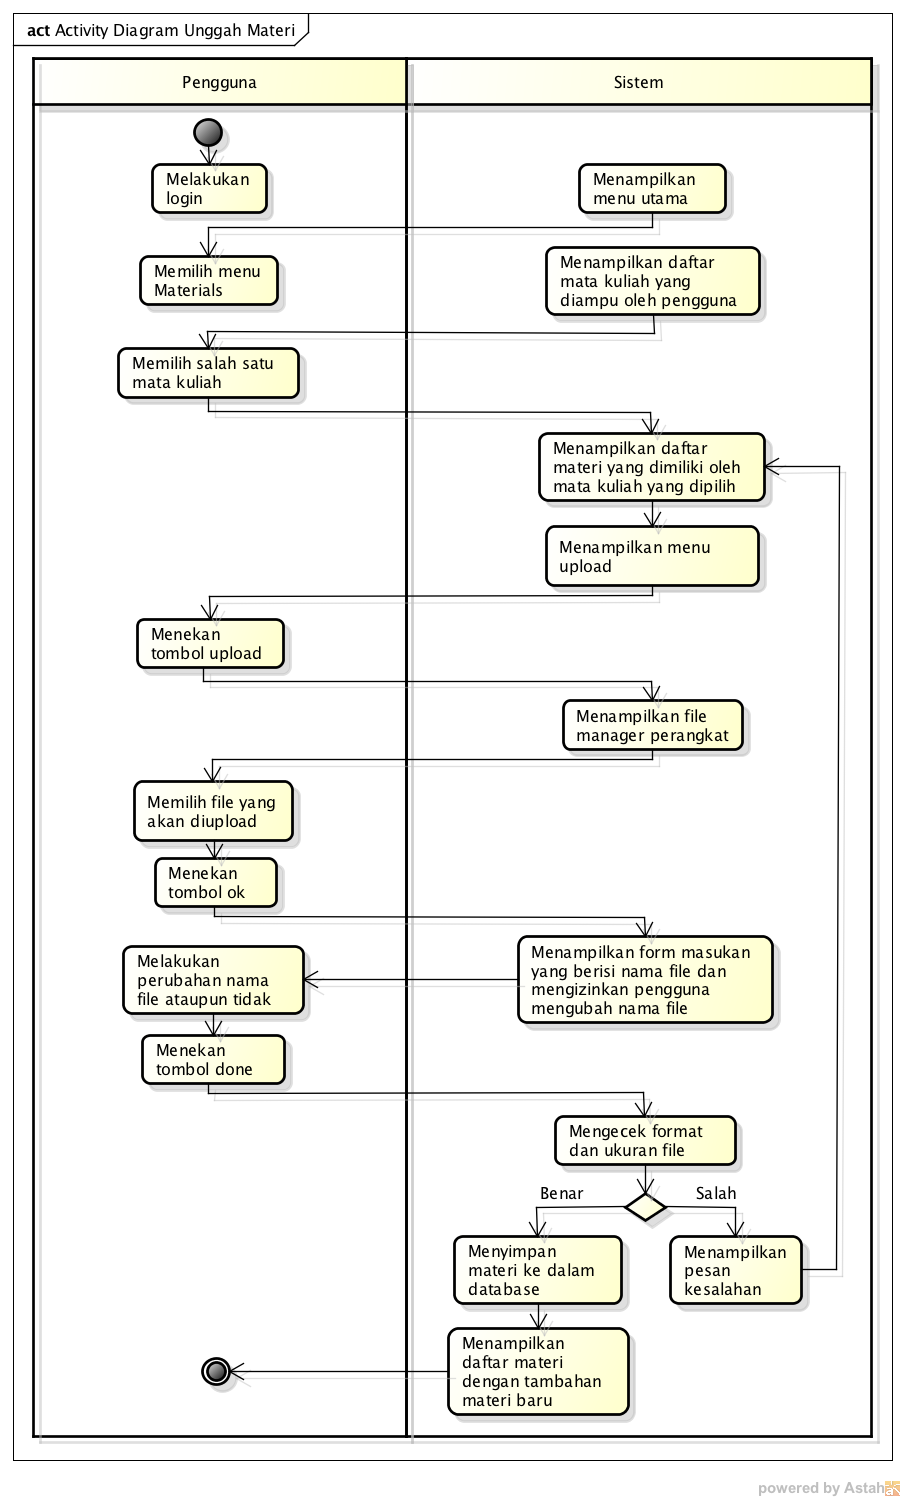 act Activity Diagram Unggah Materi
Pengguna
Sistem
Melakukan
login
Menampilkan
menu utama
Memilih menu
Materials
Menampilkan daftar
mata kuliah yang
diampu oleh pengguna
Memilih salah satu
mata kuliah
Menampilkan daftar
materi yang dimiliki oleh
mata kuliah yang dipilih
Menampilkan menu
upload
Menekan
tombol upload
Menampilkan file
manager perangkat
Memilih file yang
akan diupload
Menekan
tombol ok
Menampilkan form masukan
yang berisi nama file dan
mengizinkan pengguna
mengubah nama file
Melakukan
perubahan nama
file ataupun tidak
Menekan
tombol done
Mengecek format
dan ukuran file
Benar
Salah
Menyimpan
materi ke dalam
database
Menampilkan
pesan
kesalahan
Menampilkan
daftar materi
dengan tambahan
materi baru
powered by Astah